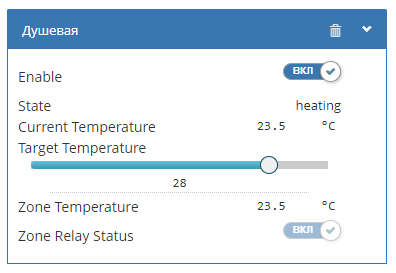 Душевая
Enable ВКЛ
State heating
Current Temperature 23.5 °C
Target Temperature
28
Zone Temperature 23.5 °C
Zone Relay Status ВКЛ